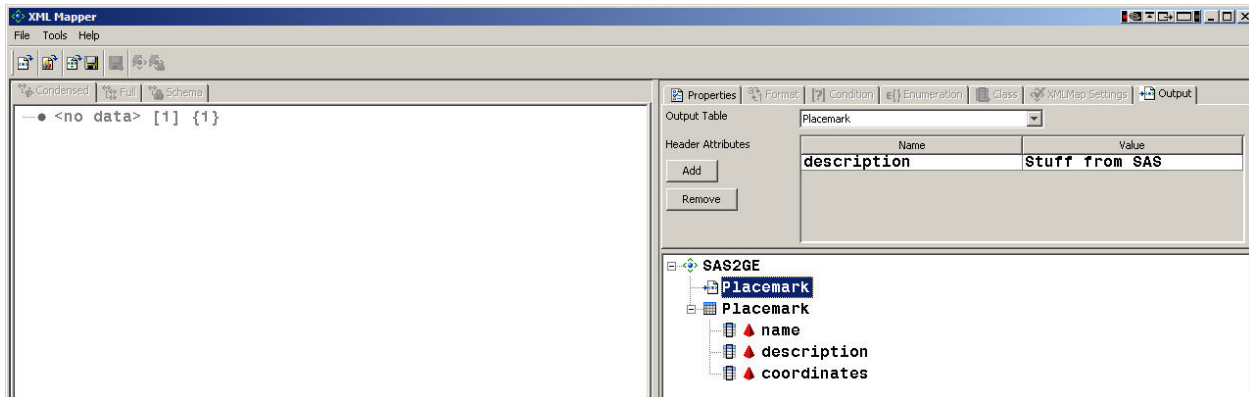 XML Mapper
File Tools Help
Condensed Full Schema
<no data> [1] {1}
Properties Format [?] Condition E{} Enumeration Class XMLMap Settings Output
Output Table Placemark
Header Attributes
Name Value
description Stuff from SAS
Add
Remove
SAS2GE
Placemark
Placemark
name
description
coordinates